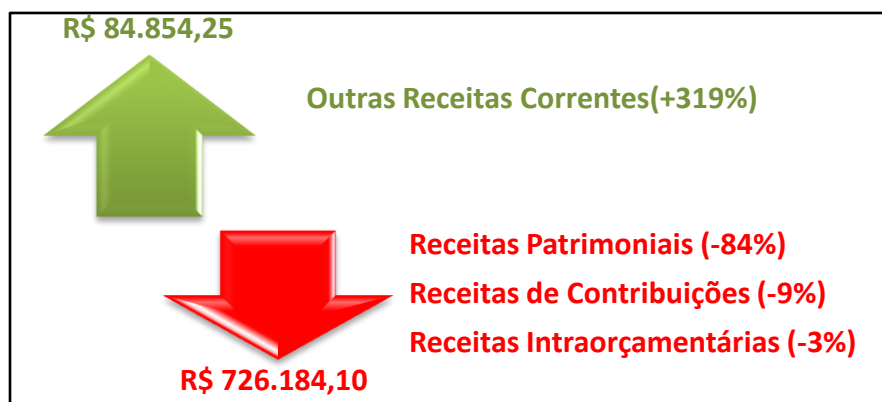 R$ 84.854,25
Outras Receitas Correntes(+319%)
Receitas Patrimoniais (-84%)
Receitas de Contribuições (-9%)
Receitas Intraorçamentárias (-3%)
R$ 726.184,10